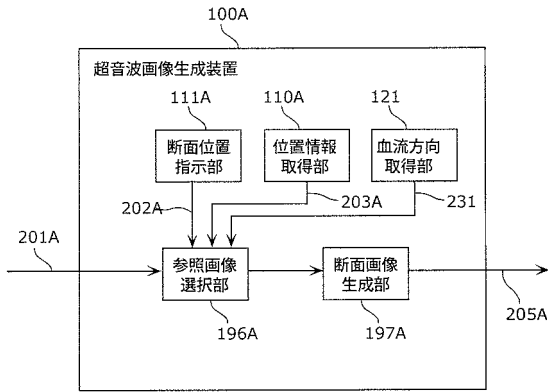 100A
超音波画像生成装置
111A
110A
121
断面位置
指示部
位置情報
取得部
血流方向
取得部
202A
203A
231
201A
参照画像
選択部
断面画像
生成部
196A
197A
205A